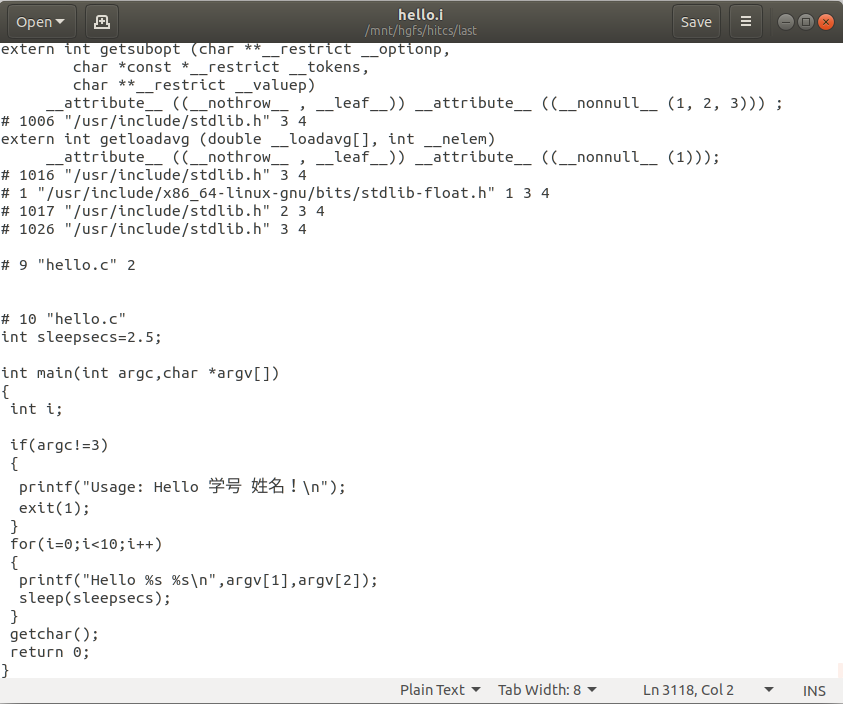 Open
hello.i
/mnt/hgfs/hitcs/last
Save
extern int getsubopt (char **__restrict __optionp,
        char *const *__restrict __tokens,
        char **__restrict __valuep)
     __attribute__ ((__nothrow__ , __leaf__)) __attribute__ ((__nonnull__ (1, 2, 3))) ;
# 1006 "/usr/include/stdlib.h" 3 4
extern int getloadavg (double __loadavg[], int __nelem)
     __attribute__ ((__nothrow__ , __leaf__)) __attribute__ ((__nonnull__ (1)));
# 1016 "/usr/include/stdlib.h" 3 4
# 1 "/usr/include/x86_64-linux-gnu/bits/stdlib-float.h" 1 3 4
# 1017 "/usr/include/stdlib.h" 2 3 4
# 1026 "/usr/include/stdlib.h" 3 4

# 9 "hello.c" 2


# 10 "hello.c"
int sleepsecs=2.5;

int main(int argc,char *argv[])
{
 int i;

 if(argc!=3)
 {
  printf("Usage: Hello 学号 姓名！\n");
  exit(1);
 }
 for(i=0;i<10;i++)
 {
  printf("Hello %s %s\n",argv[1],argv[2]);
  sleep(sleepsecs);
 }
 getchar();
 return 0;
}
Plain Text
Tab Width: 8
Ln 3118, Col 2
INS